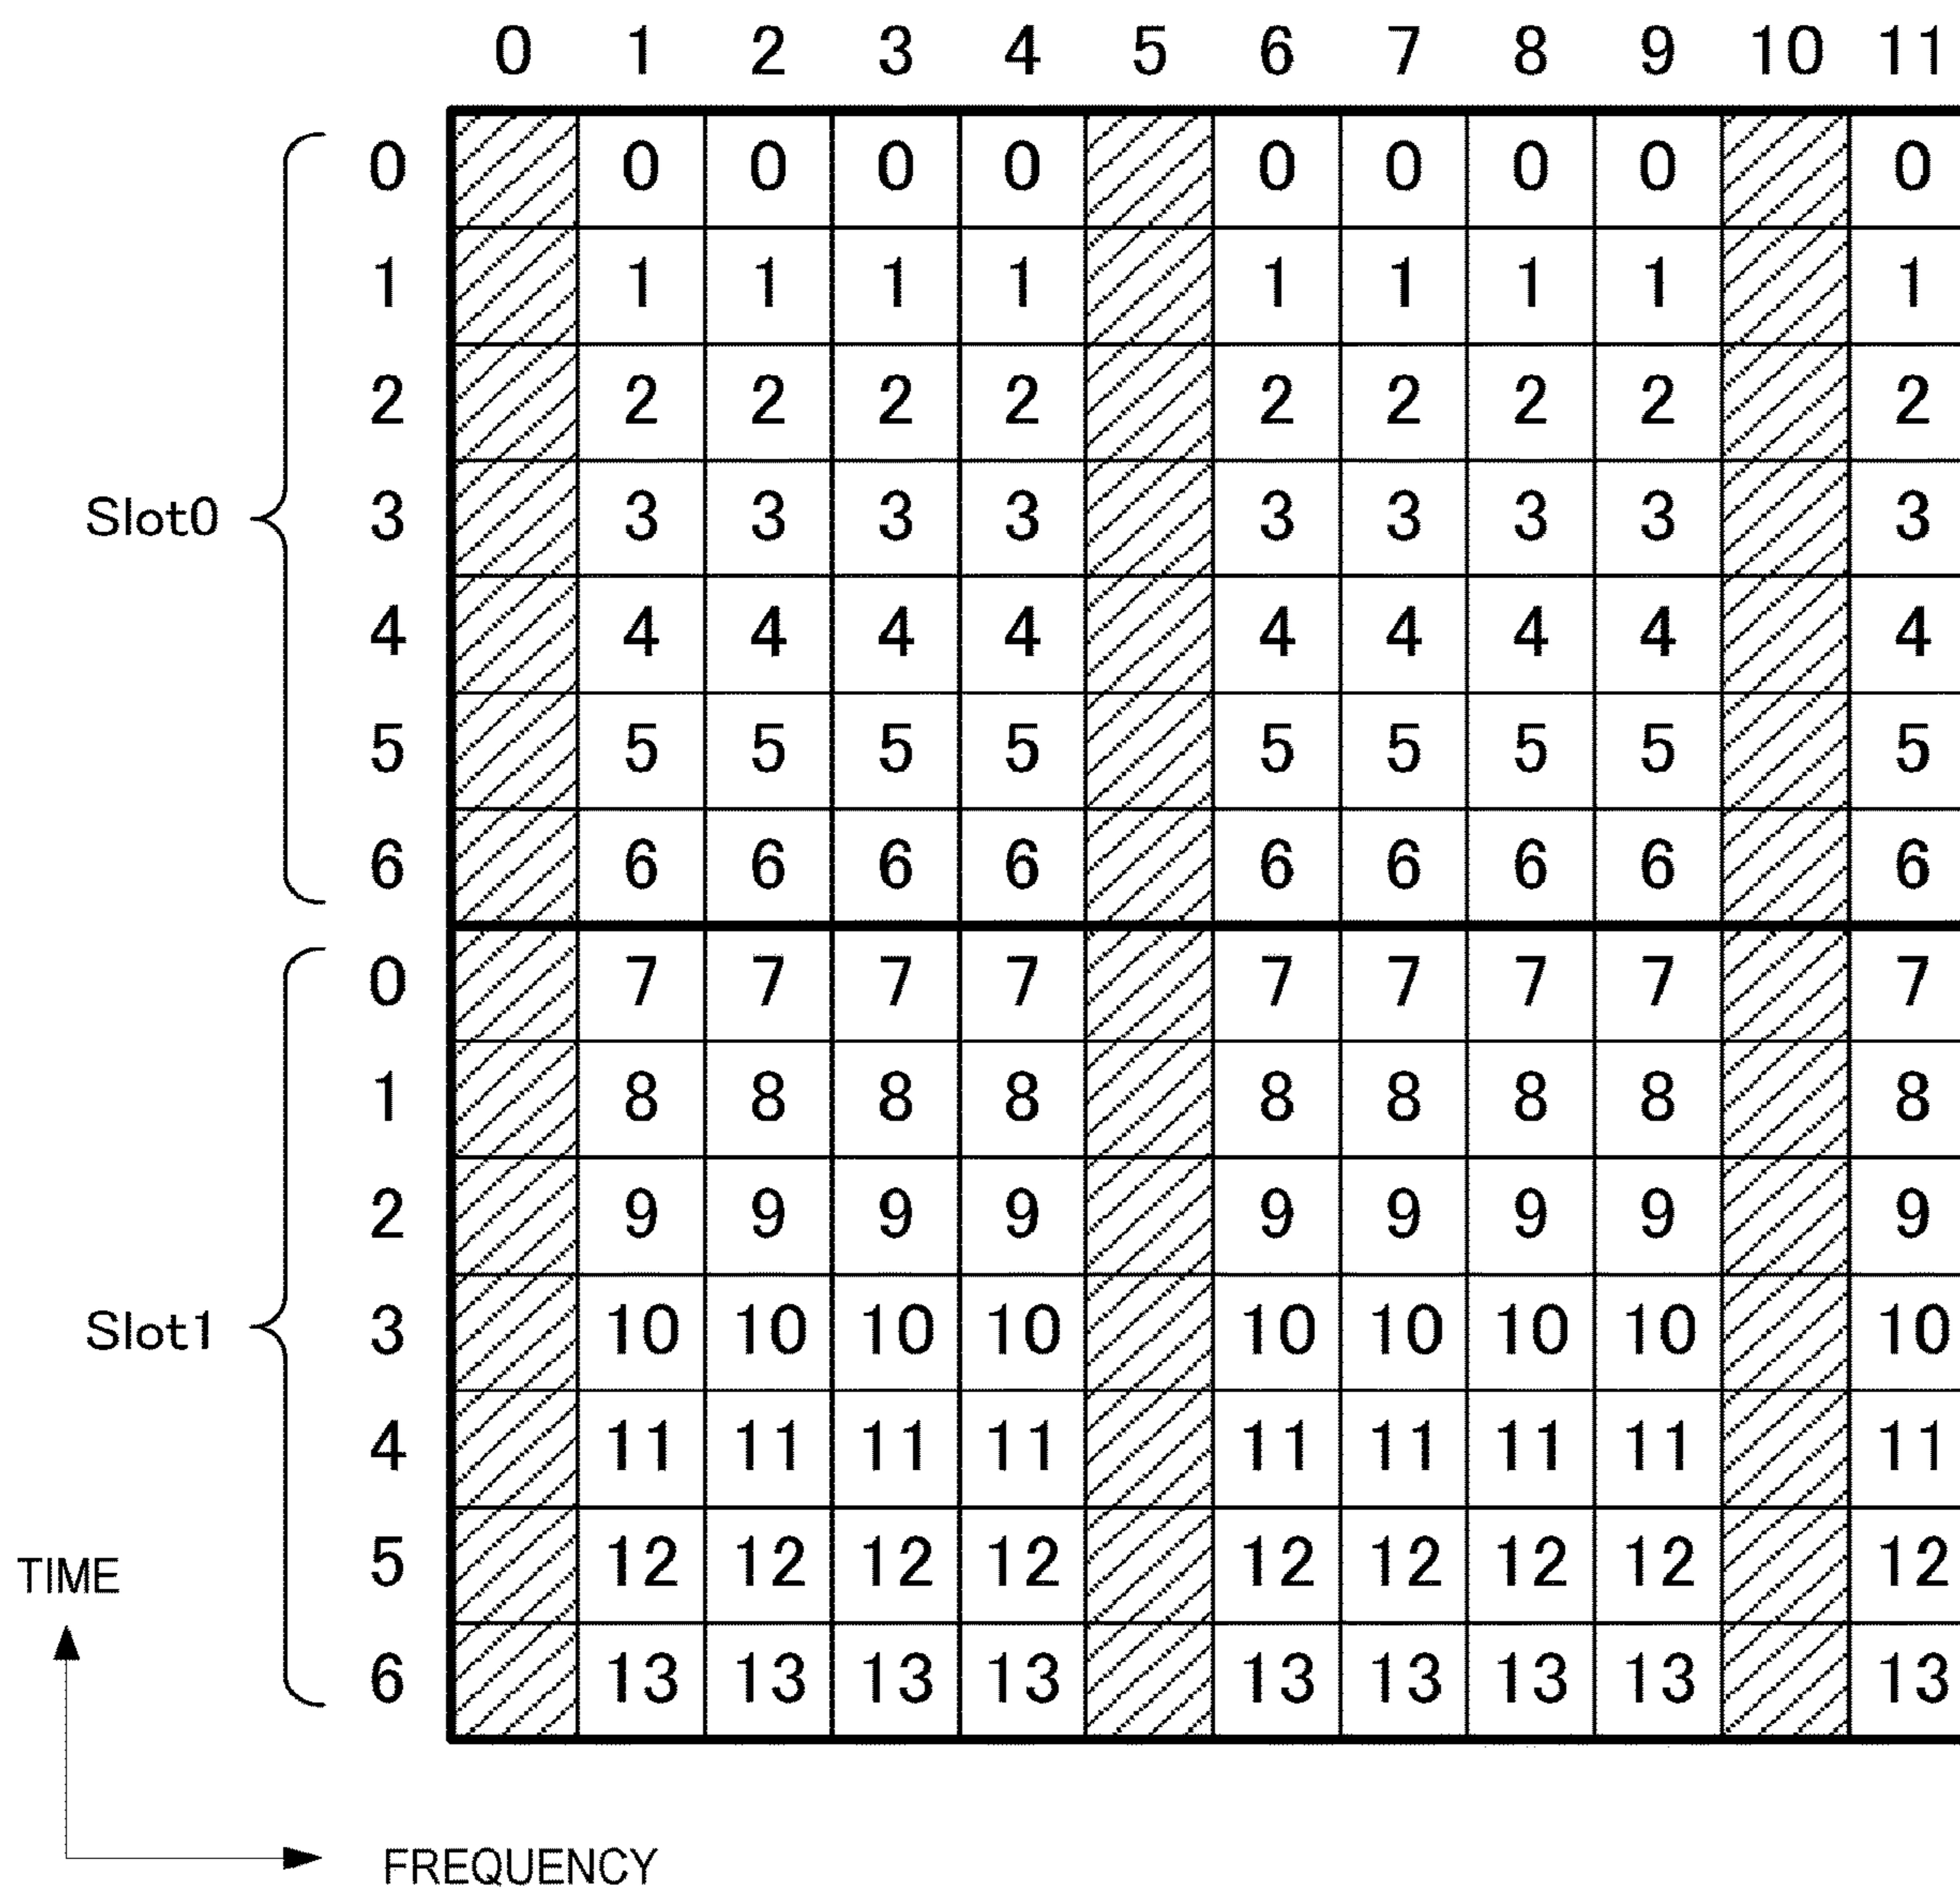 0 1 2 3 4 5 6 7 8 9 10 11
0 0 0 0 0 0 0 0 0 0
1 1 1 1 1 1 1 1 1 1
2 2 2 2 2 2 2 2 2 2
Slot0 3 3 3 3 3 3 3 3 3 3
4 4 4 4 4 4 4 4 4 4
5 5 5 5 5 5 5 5 5 5
6 6 6 6 6 6 6 6 6 6
0 7 7 7 7 7 7 7 7 7
1 8 8 8 8 8 8 8 8 8
2 9 9 9 9 9 9 9 9 9
Slot1 3 10 10 10 10 10 10 10 10 10
4 11 11 11 11 11 11 11 11 11
TIME 5 12 12 12 12 12 12 12 12 12
6 13 13 13 13 13 13 13 13 13
FREQUENCY